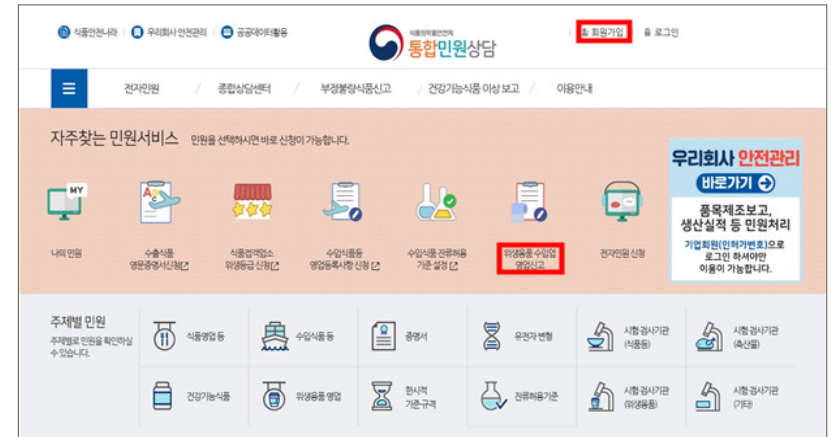 식품안전나라
우리회사 안전관리
공공데이터활용
식품의약품안전처
통합민원상담
회원가입
로그인
전자민원 / 종합상담센터 / 부정불량식품신고 / 건강기능식품 이상 보고 / 이용안내
자주찾는 민원서비스 민원을 선택하시면 바로 신청이 가능합니다.
MY
나의 민원
수출식품
영문증명서신청
식품접객업소
위생등급 신청
수입식품등
영업등록사항 신청
수입식품 잔류허용
기준 설정
위생용품 수입업
영업신고
전자민원 신청
우리회사 안전관리
바로가기
품목제조보고,
생산실적 등 민원처리
기업회원(인허가번호)으로
로그인 하셔야만
이용이 가능합니다.
주제별 민원
주제별로 민원을 확인하실
수 있습니다.
식품영업 등
수입식품 등
증명서
유전자 변형
시험·검사기관
(식품등)
시험·검사기관
(축산물)
건강기능식품
위생용품 영업
한시적
기준·규격
잔류허용기준
시험·검사기관
(위생용품)
시험·검사기관
(기타)